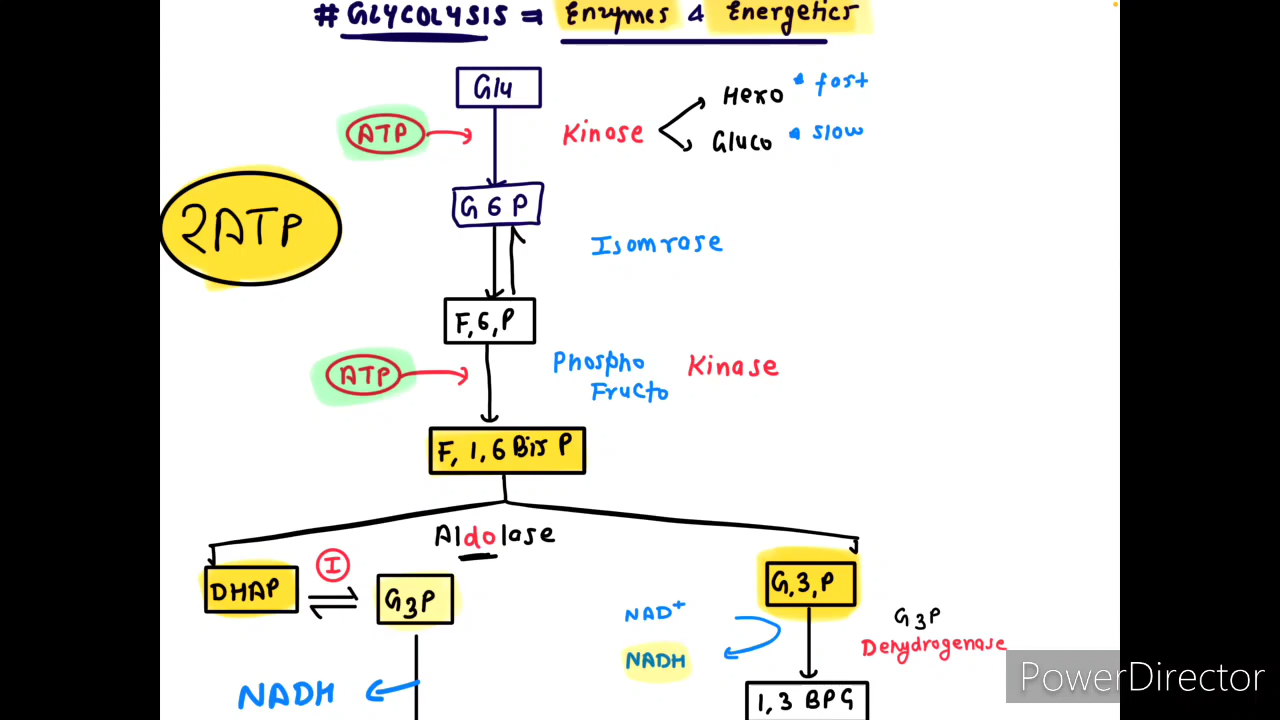 # GLYCOLYSIS = Enzymes & Energetics
Glu
Hexo * fast
ATP
Kinase
Gluco * slow
G 6 P
2ATP
Isomrase
F,6,P
Phospho Kinase
Fructo
ATP
F, 1,6 Bis P
Aldolase
I
DHAP
G3P
G,3,P
NAD+
G3P
Dehydrogenase
NADH
NADH
1,3 BPG
PowerDirector